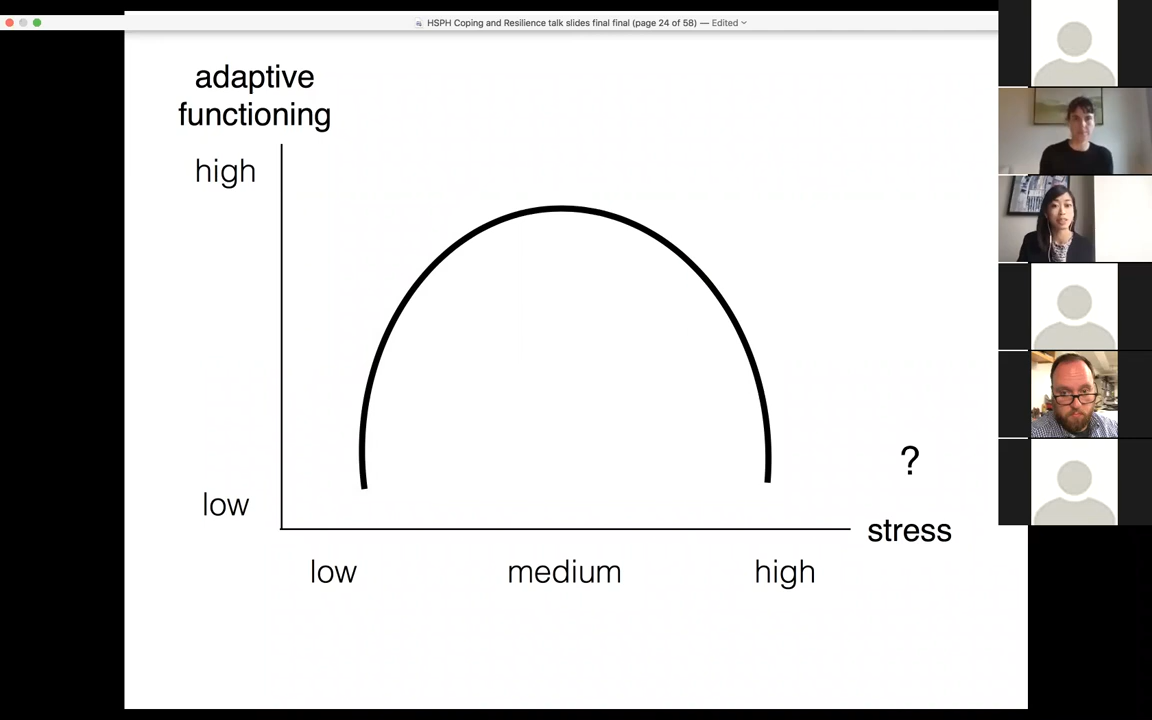 HSPH Coping and Resilience talk slides final final (page 24 of 58) — Edited
adaptive
functioning
high
low
?
stress
low medium high